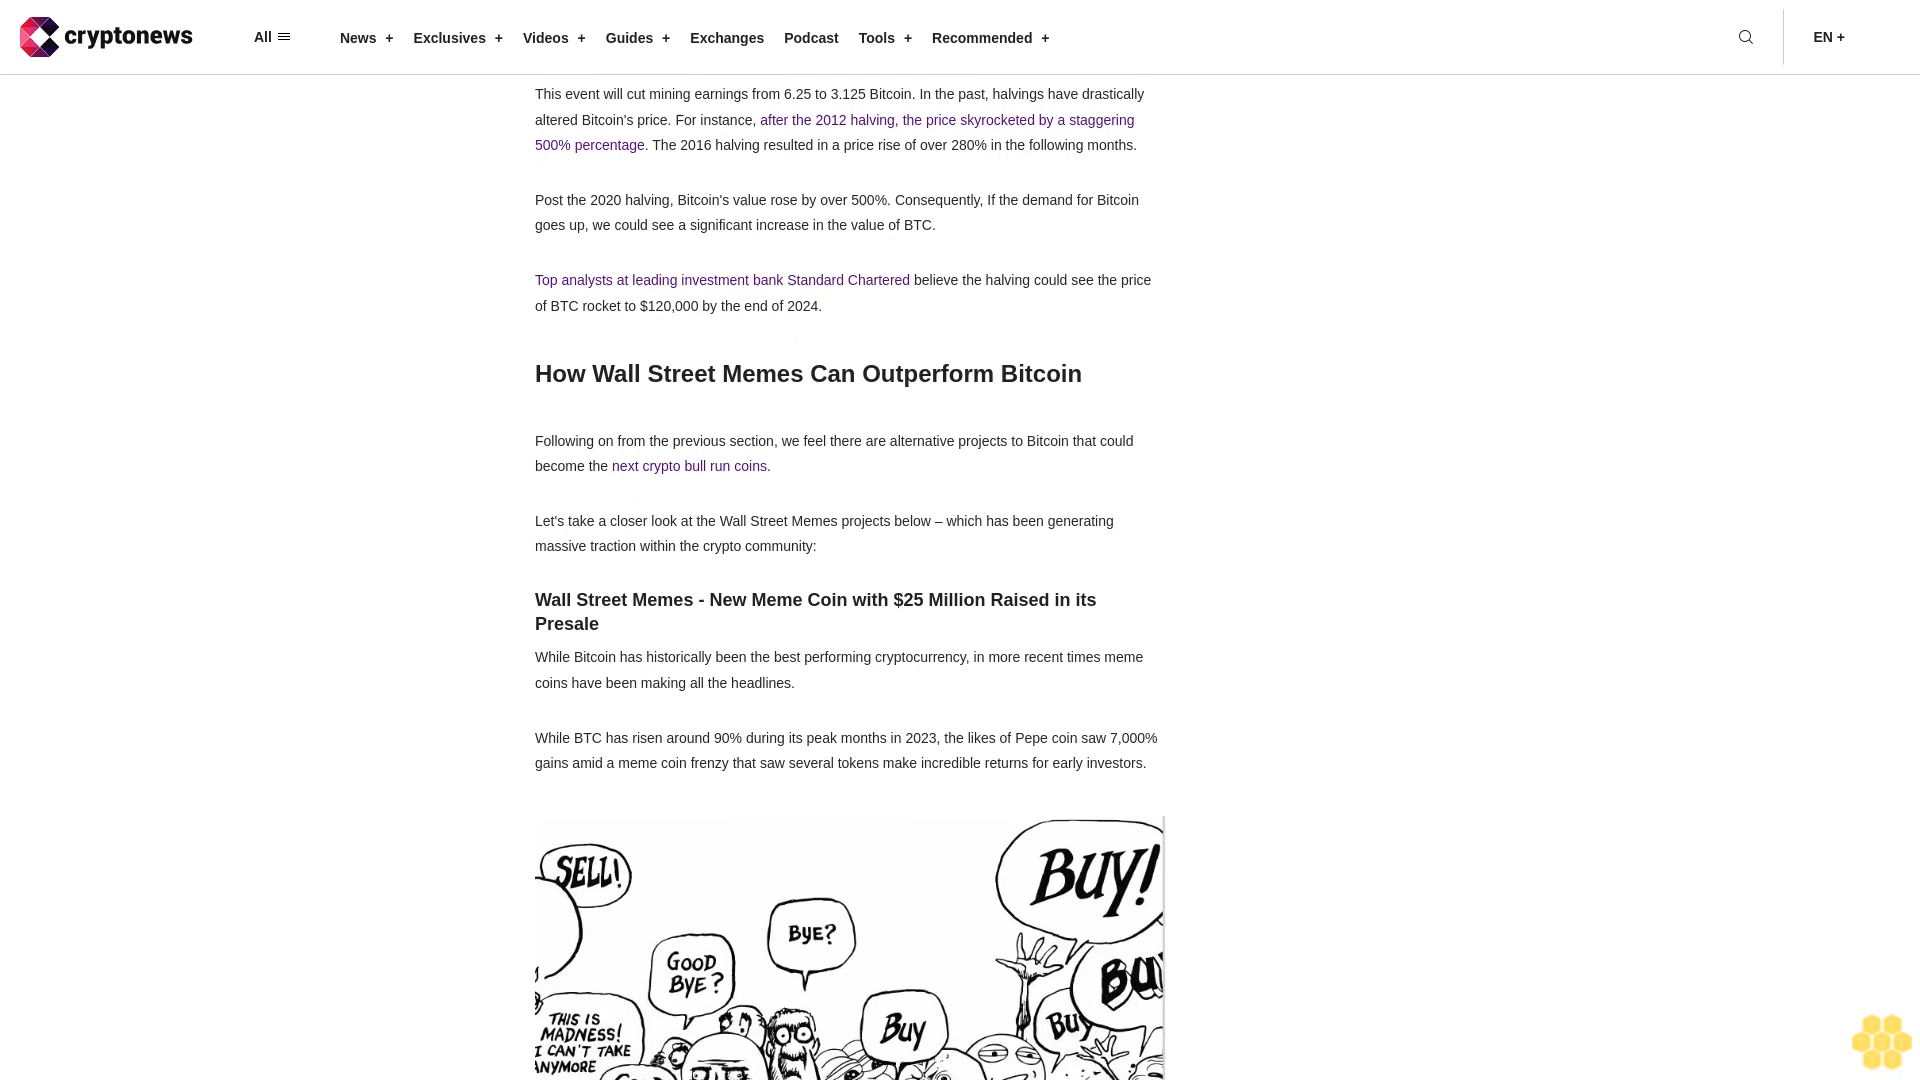 cryptonews
All
News +
Exclusives +
Videos +
Guides +
Exchanges
Podcast
Tools +
Recommended +
EN +
This event will cut mining earnings from 6.25 to 3.125 Bitcoin. In the past, halvings have drastically
altered Bitcoin's price. For instance, after the 2012 halving, the price skyrocketed by a staggering
500% percentage. The 2016 halving resulted in a price rise of over 280% in the following months.
Post the 2020 halving, Bitcoin's value rose by over 500%. Consequently, If the demand for Bitcoin
goes up, we could see a significant increase in the value of BTC.
Top analysts at leading investment bank Standard Chartered believe the halving could see the price
of BTC rocket to $120,000 by the end of 2024.
How Wall Street Memes Can Outperform Bitcoin
Following on from the previous section, we feel there are alternative projects to Bitcoin that could
become the next crypto bull run coins.
Let's take a closer look at the Wall Street Memes projects below – which has been generating
massive traction within the crypto community:
Wall Street Memes - New Meme Coin with $25 Million Raised in its
Presale
While Bitcoin has historically been the best performing cryptocurrency, in more recent times meme
coins have been making all the headlines.
While BTC has risen around 90% during its peak months in 2023, the likes of Pepe coin saw 7,000%
gains amid a meme coin frenzy that saw several tokens make incredible returns for early investors.
SELL!
BUY!
BYE?
GOOD
BYE?
BU
THIS IS
MADNESS!
I CAN'T TAKE
ANYMORE
BUY
BUY